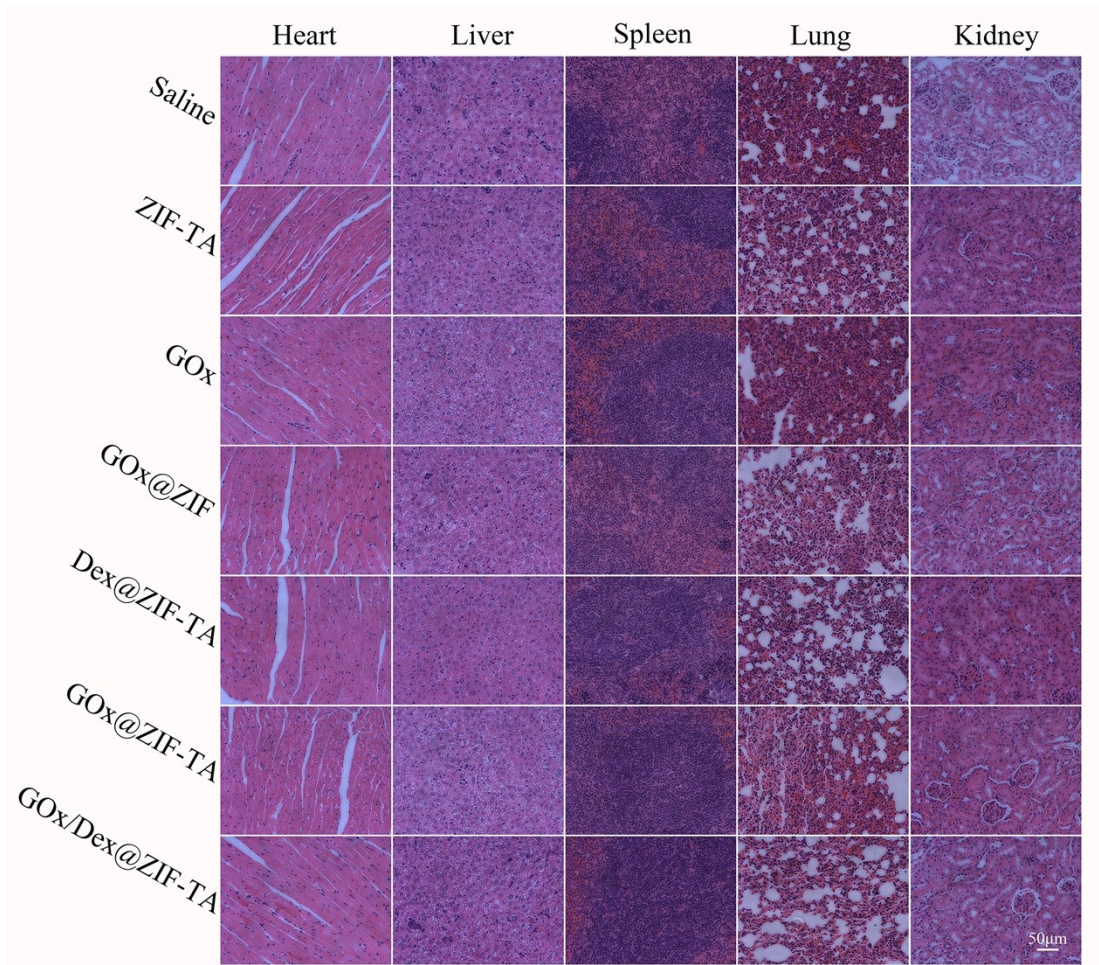 Heart Liver Spleen Lung Kidney
Saline
ZIF-TA
GOx
GOx@ZIF
Dex@ZIF-TA
GOx@ZIF-TA
GOx/Dex@ZIF-TA
50μm